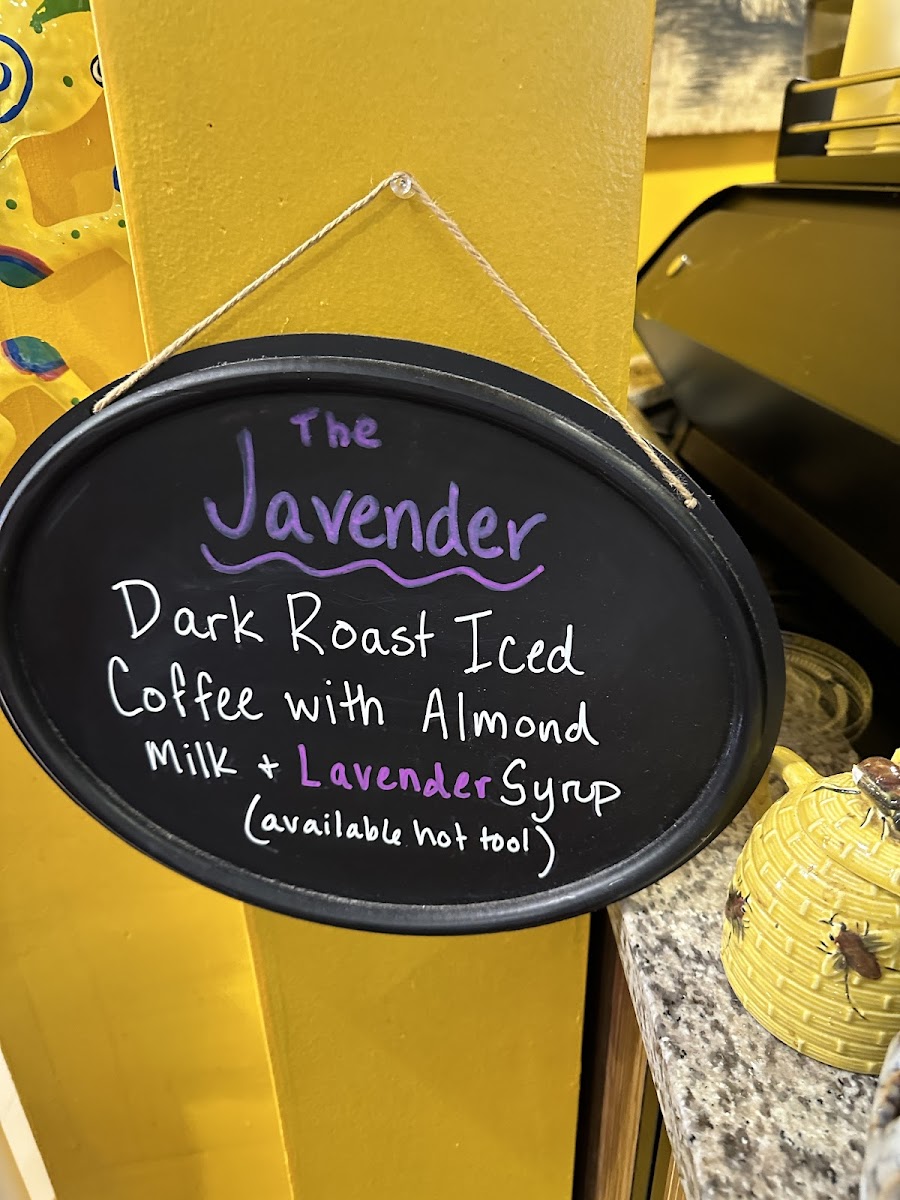 The
Javender
Dark Roast Iced
Coffee with Almond
Milk + Lavender Syrup
(available hot too!)